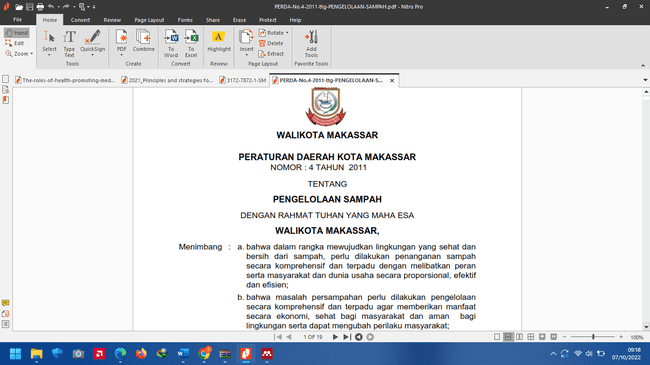 PERDA-No.4-2011-ttg-PENGELOLAAN-SAMPAH.pdf - Nitro Pro
File Home Convert Review Page Layout Forms Share Erase Protect Help
Hand
Edit
Zoom
Select Type Text QuickSign PDF Combine To Word To Excel Highlight Insert Rotate Delete Extract Add Tools
Tools Create Convert Review Page Layout Favorite Tools
The-roles-of-health-promoting-med... 2021_Principles and strategies fo... 3172-7872-1-SM PERDA-No.4-2011-ttg-PENGELOLAAN-S...
WALIKOTA MAKASSAR
PERATURAN DAERAH KOTA MAKASSAR
NOMOR : 4 TAHUN 2011
TENTANG
PENGELOLAAN SAMPAH
DENGAN RAHMAT TUHAN YANG MAHA ESA
WALIKOTA MAKASSAR,
Menimbang : a. bahwa dalam rangka mewujudkan lingkungan yang sehat dan
bersih dari sampah, perlu dilakukan penanganan sampah
secara komprehensif dan terpadu dengan melibatkan peran
serta masyarakat dan dunia usaha secara proporsional, efektif
dan efisien;
b. bahwa masalah persampahan perlu dilakukan pengelolaan
secara komprehensif dan terpadu agar memberikan manfaat
secara ekonomi, sehat bagi masyarakat dan aman bagi
lingkungan serta dapat mengubah perilaku masyarakat;
1 OF 19
100%
09:18
07/10/2022